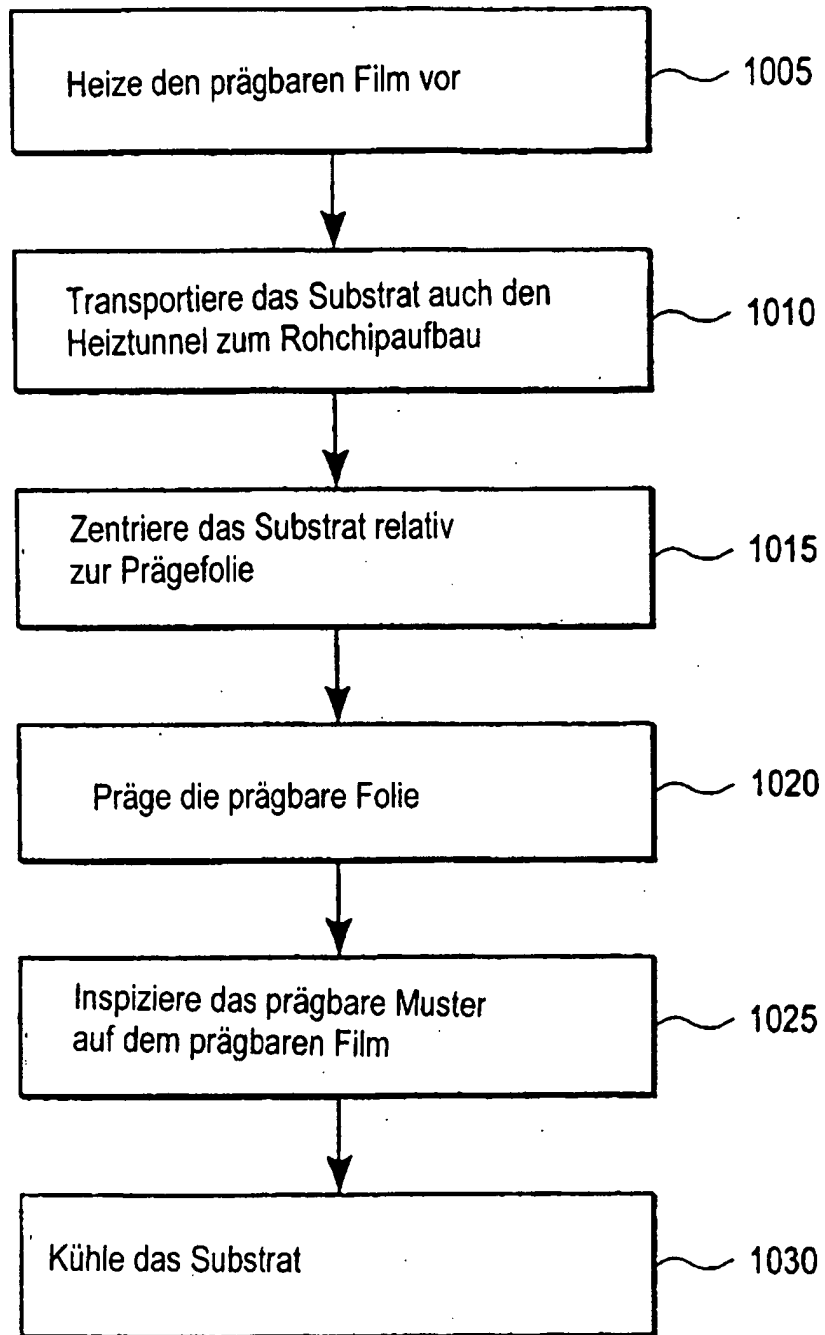 Heize den prägbaren Film vor
1005
Transportiere das Substrat auch den
Heiztunnel zum Rohchipaufbau
1010
Zentriere das Substrat relativ
zur Prägefolie
1015
Präge die prägbare Folie
1020
Inspiziere das prägbare Muster
auf dem prägbaren Film
1025
Kühle das Substrat
1030